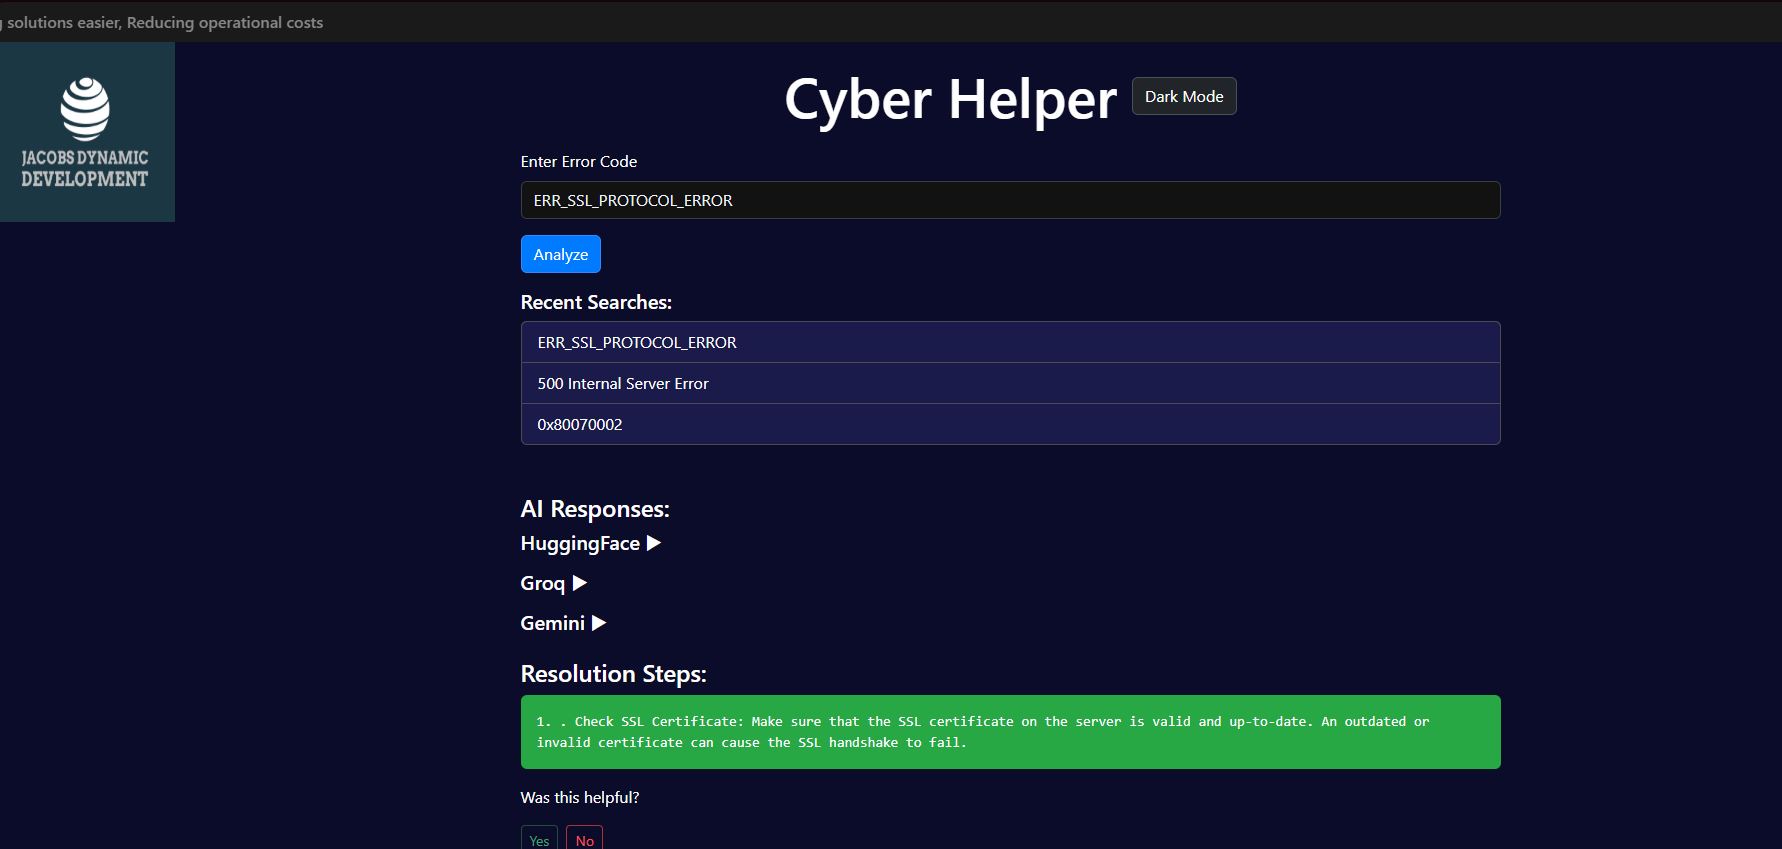 solutions easier, Reducing operational costs
JACOBS DYNAMIC
DEVELOPMENT
Cyber Helper
Dark Mode
Enter Error Code
ERR_SSL_PROTOCOL_ERROR
Analyze
Recent Searches:
ERR_SSL_PROTOCOL_ERROR
500 Internal Server Error
0x80070002
AI Responses:
HuggingFace ▶
Groq ▶
Gemini ▶
Resolution Steps:
1. . Check SSL Certificate: Make sure that the SSL certificate on the server is valid and up-to-date. An outdated or
invalid certificate can cause the SSL handshake to fail.
Was this helpful?
Yes
No